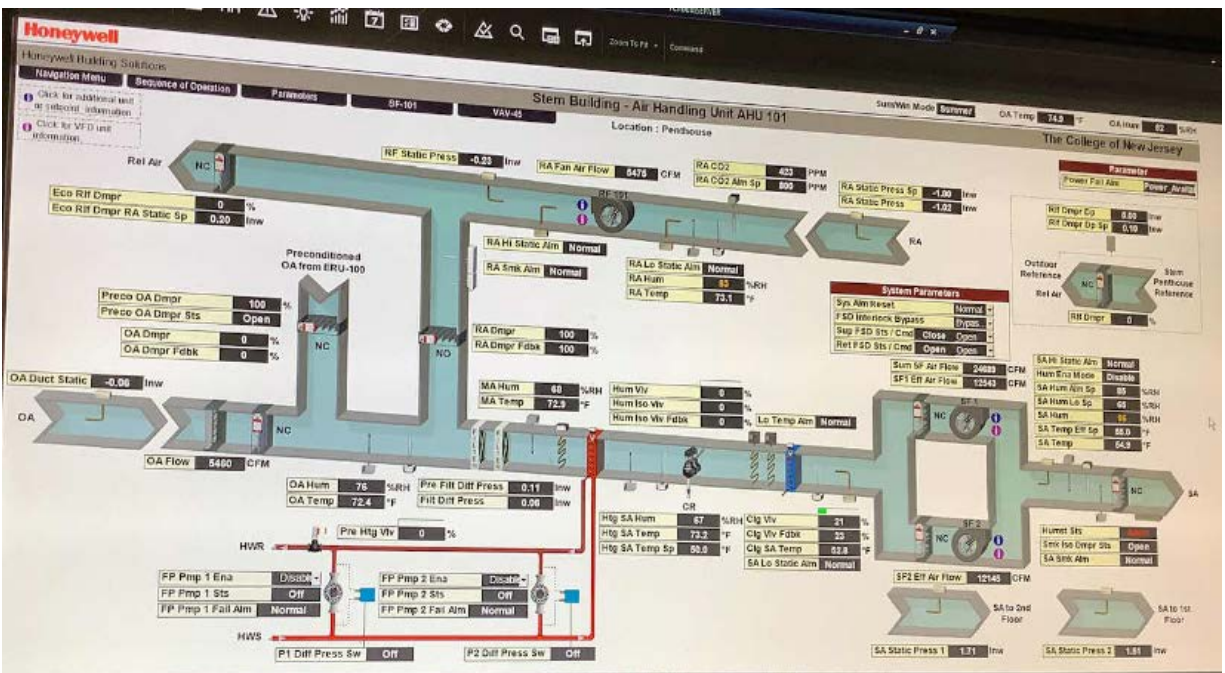 Honeywell
Honeywell Building Solutions
Zoom To Fit
Command
Navigation Menu
Sequence of Operation
Parameters
SF-101
VAV-45
Stem Building - Air Handling Unit AHU 101
Location : Penthouse
Sum/Win Mode Summer
OA Temp 74.9 °F
OA Hum 62 %RH
The College of New Jersey
Click for additional unit
or setpoint information
Click for VFD unit
information
Rel Air
NC
RF Static Press -0.23 Inw
RA Fan Air Flow 5476 CFM
RA CO2 423 PPM
RA CO2 Alm Sp 800 PPM
RA Static Press Sp -1.00 Inw
RA Static Press -1.02 Inw
RA
Parameter
Power Fail Alm
Rlf Dmpr Dp 0.00 Inw
Rlf Dmpr Dp Sp 0.10 Inw
Outdoor
Reference
Rel Air
NC
Stem
Penthouse
Reference
Rlf Dmpr 0 %
Eco Rlf Dmpr 0 %
Eco Rlf Dmpr RA Static Sp 0.20 Inw
RF 101
RA Hi Static Alm Normal
RA Smk Alm Normal
RA Lo Static Alm Normal
RA Hum %RH
RA Temp 73.1 °F
Preconditioned
OA from ERU-100
Preco OA Dmpr 100 %
Preco OA Dmpr Sts Open
OA Dmpr 0 %
OA Dmpr Fdbk 0 %
NC
NO
RA Dmpr 100 %
RA Dmpr Fdbk 100 %
System Parameters
Sys Alm Reset Normal
FSD Interlock Bypass Bypas..
Sup FSD Sts / Cmd Close Open
Ret FSD Sts / Cmd Open Open
Sum SF Air Flow 24689 CFM
SF1 Eff Air Flow 12543 CFM
SA Hi Static Alm Normal
Hum Ena Mode Disable
SA Hum Alm Sp %RH
SA Hum Lo Sp %RH
SA Hum %RH
SA Temp Eff Sp 55.0 °F
SA Temp 54.9 °F
OA Duct Static -0.06 Inw
OA
NC
OA Flow 5460 CFM
MA Hum 68 %RH
MA Temp 72.9 °F
Hum Vlv 0 %
Hum Iso Vlv 0 %
Hum Iso Vlv Fdbk 0 %
Lo Temp Alm Normal
NC
SF 1
NC
SA
OA Hum 76 %RH
OA Temp 72.4 °F
Pre Filt Diff Press 0.11 Inw
Filt Diff Press 0.06 Inw
CR
Htg SA Hum 67 %RH
Htg SA Temp 73.2 °F
Htg SA Temp Sp 50.0 °F
Clg Vlv 21 %
Clg Vlv Fdbk 23 %
Clg SA Temp 52.8 °F
SA Lo Static Alm Normal
NC
SF 2
SF2 Eff Air Flow 12145 CFM
Humst Sts
Smk Iso Dmpr Sts Open
SA Smk Alm Normal
Pre Htg Vlv 0 %
HWR
FP Pmp 1 Ena Disabl
FP Pmp 1 Sts Off
FP Pmp 1 Fail Alm Normal
FP Pmp 2 Ena Disabl
FP Pmp 2 Sts Off
FP Pmp 2 Fail Alm Normal
HWS
P1 Diff Press Sw Off
P2 Diff Press Sw Off
SA to 2nd
Floor
SA to 1st
Floor
SA Static Press 1 1.71 Inw
SA Static Press 2 Inw